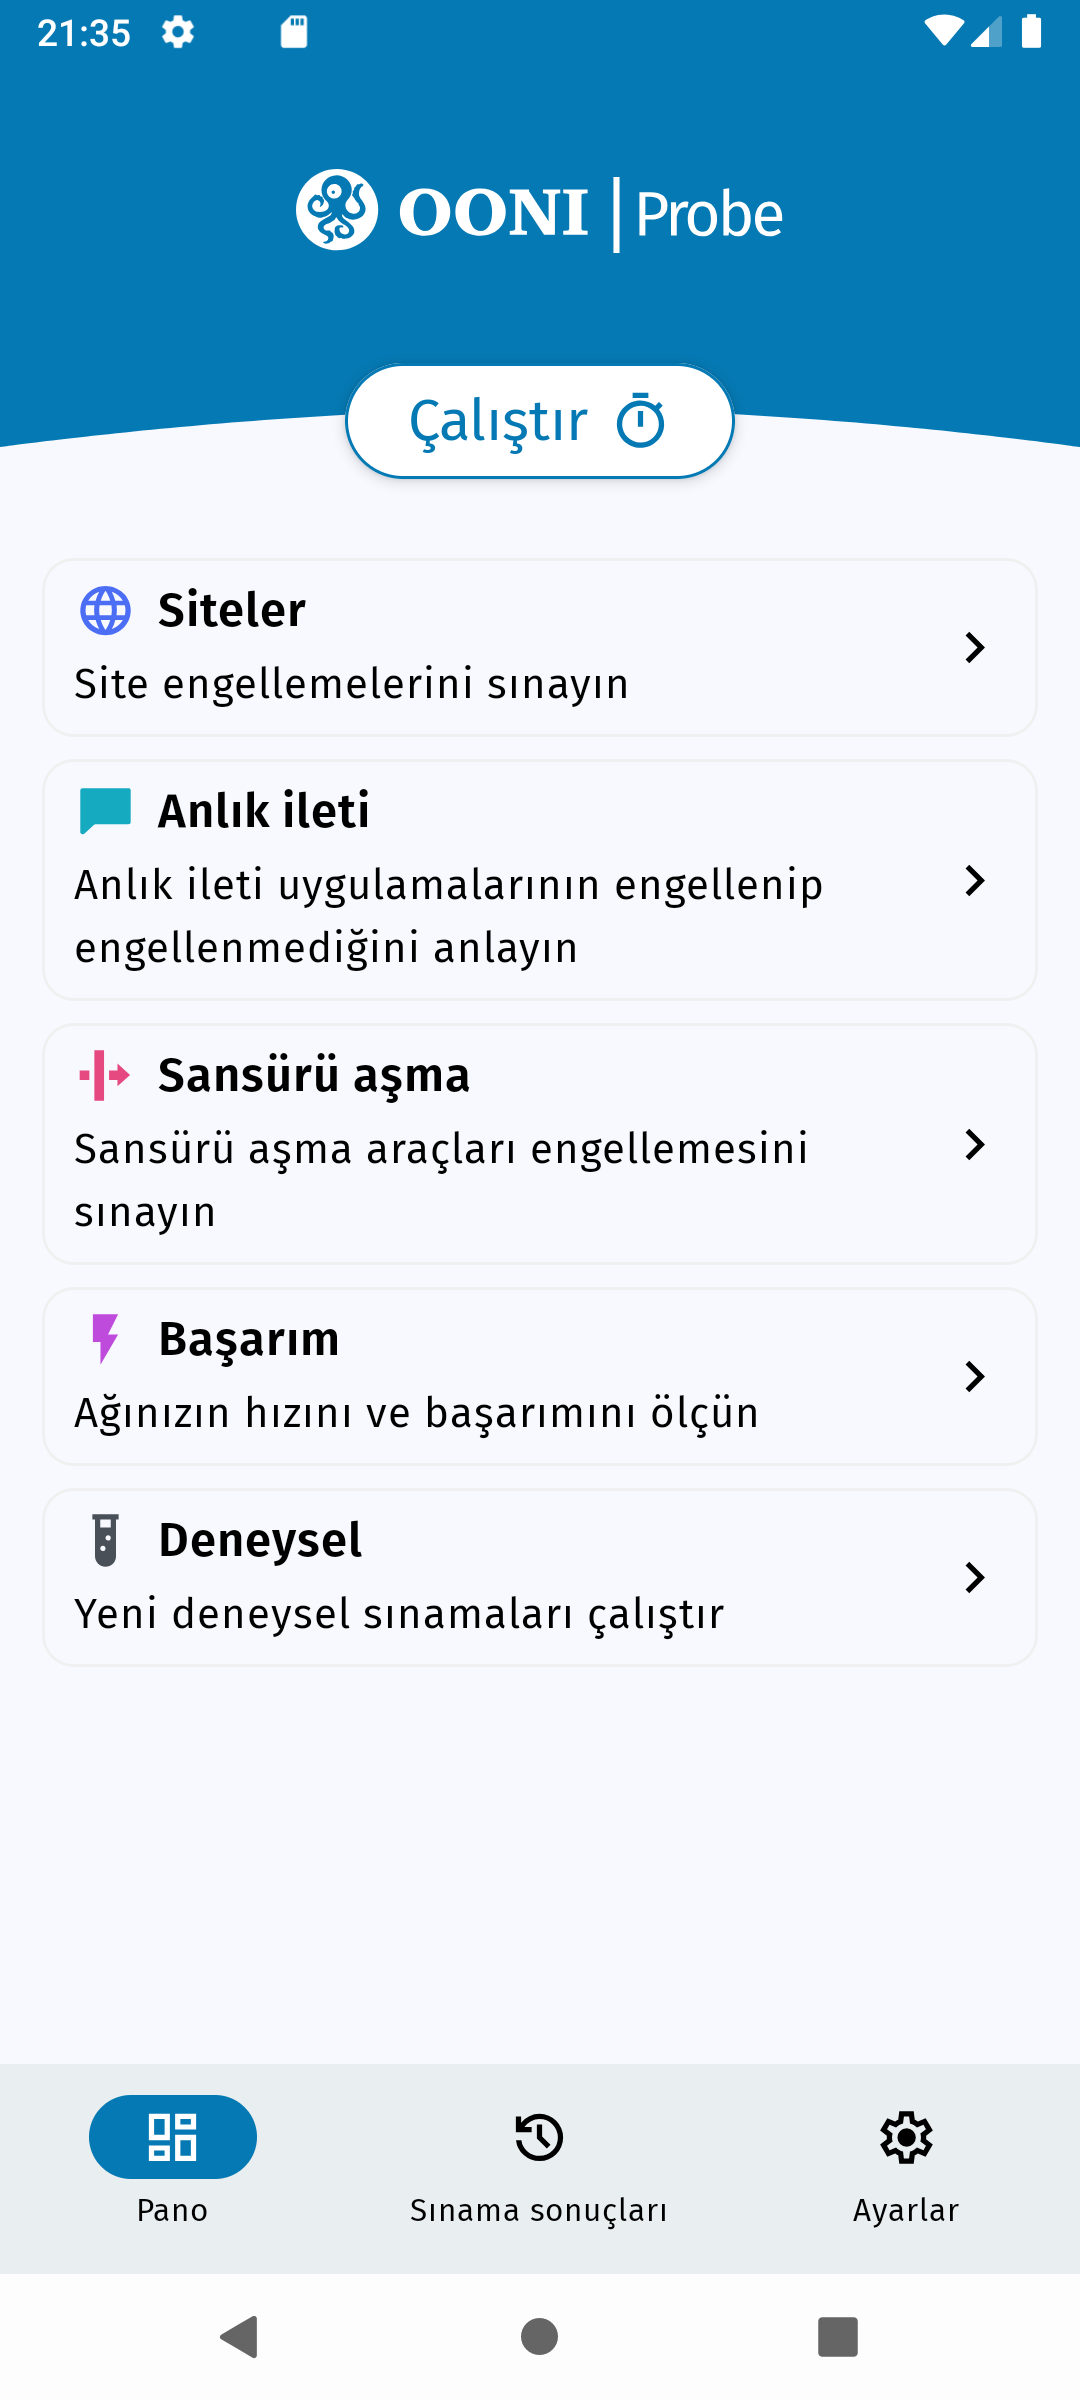 21:35
OONI | Probe
Çalıştır
Siteler
Site engellemelerini sınayın
Anlık ileti
Anlık ileti uygulamalarının engellenip
engellenmediğini anlayın
Sansürü aşma
Sansürü aşma araçları engellemesini
sınayın
Başarım
Ağınızın hızını ve başarımını ölçün
Deneysel
Yeni deneysel sınamaları çalıştır
Pano
Sınama sonuçları
Ayarlar